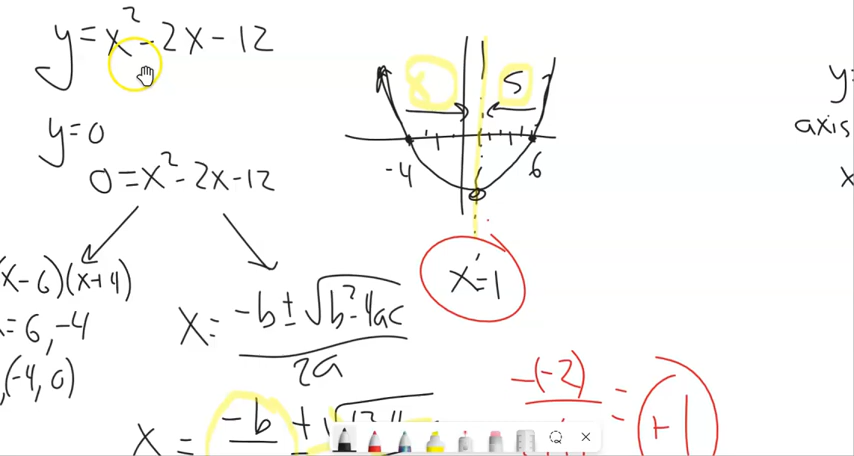 y = x² - 2x - 12
y = 0
0 = x² - 2x - 12
x - 6)(x + 4)
= 6, -4
(-4, 0)
x = (-b ± √(b² - 4ac)) / 2a
x = -b ±
5
-4
6
x = 1
-(-2)
= +1
y =
axis
x